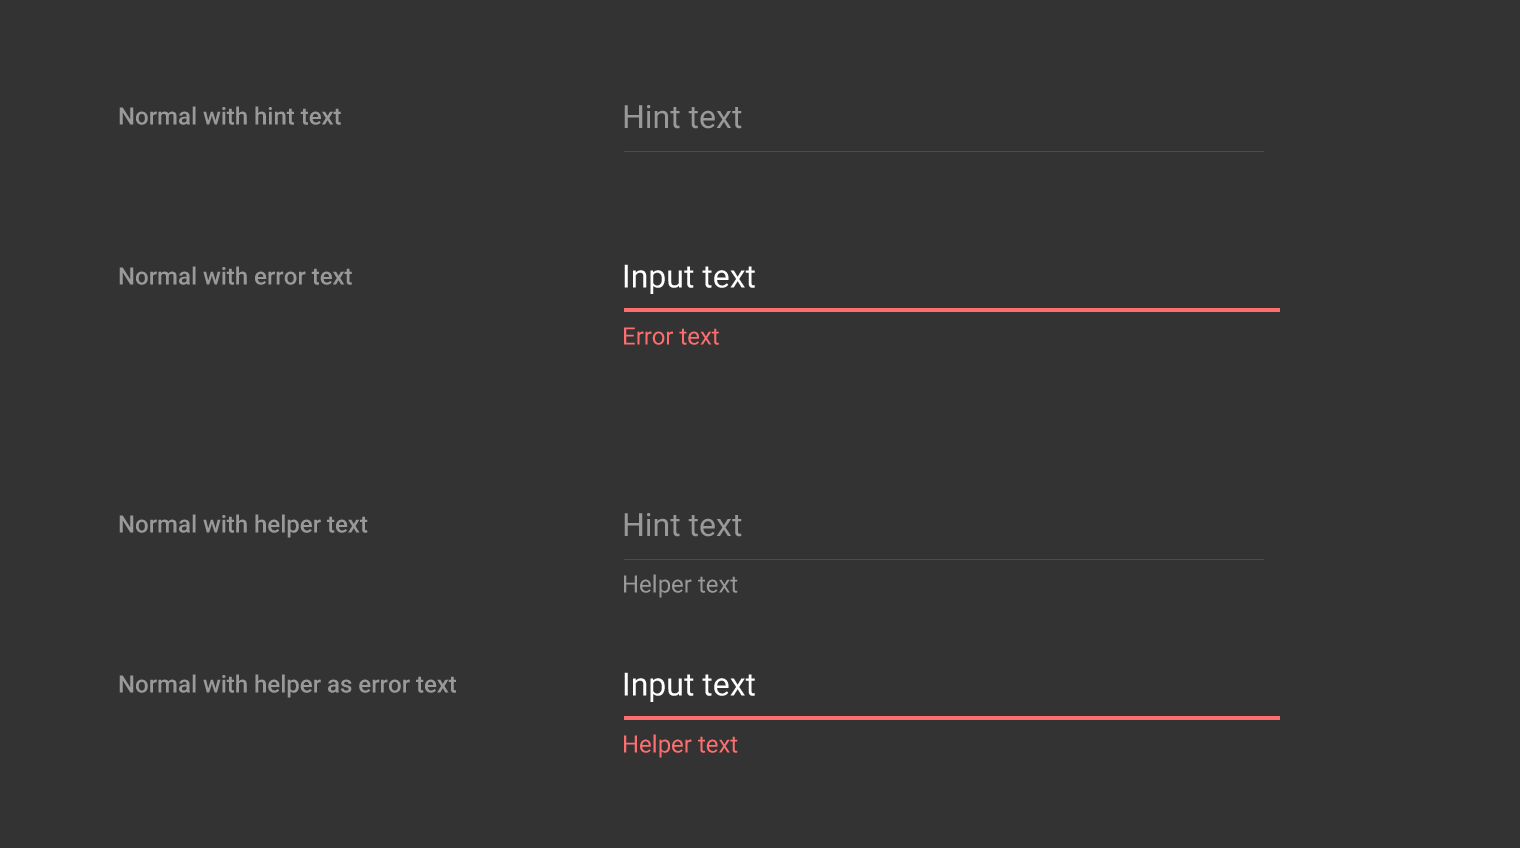 Normal with hint text
Hint text
Normal with error text
Input text
Error text
Normal with helper text
Hint text
Helper text
Normal with helper as error text
Input text
Helper text